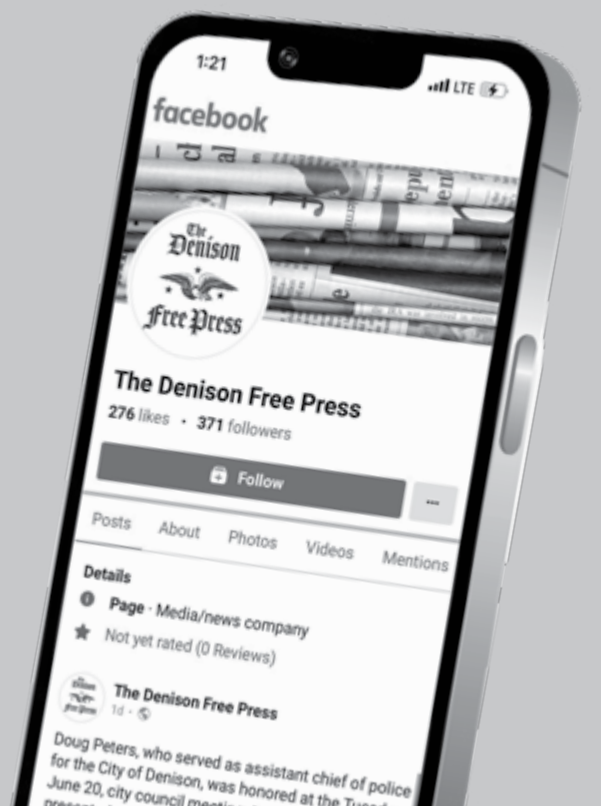 1:21
LTE
facebook
The
Denison
Free Press
The Denison Free Press
276 likes • 371 followers
Follow
Posts About Photos Videos Mentions
Details
Page · Media/news company
Not yet rated (0 Reviews)
The Denison Free Press
1d ·
Doug Peters, who served as assistant chief of police
for the City of Denison, was honored at the
June 20, city council